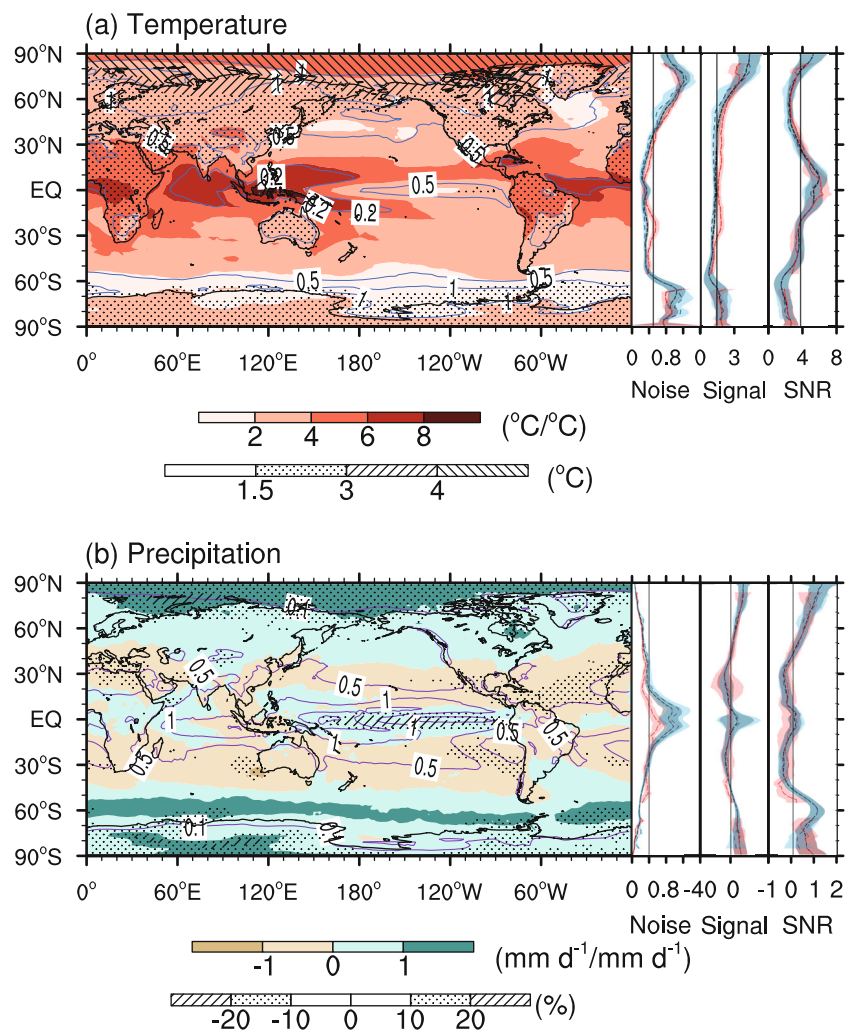 (a) Temperature
90°N
60°N
30°N
EQ
30°S
60°S
90°S
0.5
0.5
0.5
0.2
0.5
0.2
0.2
0.5
0.5
1
1
1
0° 60°E 120°E 180° 120°W 60°W
0 0.8 0 3 0 4 8
Noise Signal SNR
2 4 6 8 (°C/°C)
1.5 3 4 (°C)
(b) Precipitation
90°N
60°N
30°N
EQ
30°S
60°S
90°S
0.1
0.5
0.5
1
1
1
0.5
0.5
0.5
0.5
0.1
0° 60°E 120°E 180° 120°W 60°W
0 0.8 -40 0 -1 0 1 2
Noise Signal SNR
-1 0 1 (mm d⁻¹/mm d⁻¹)
-20 -10 0 10 20 (%)